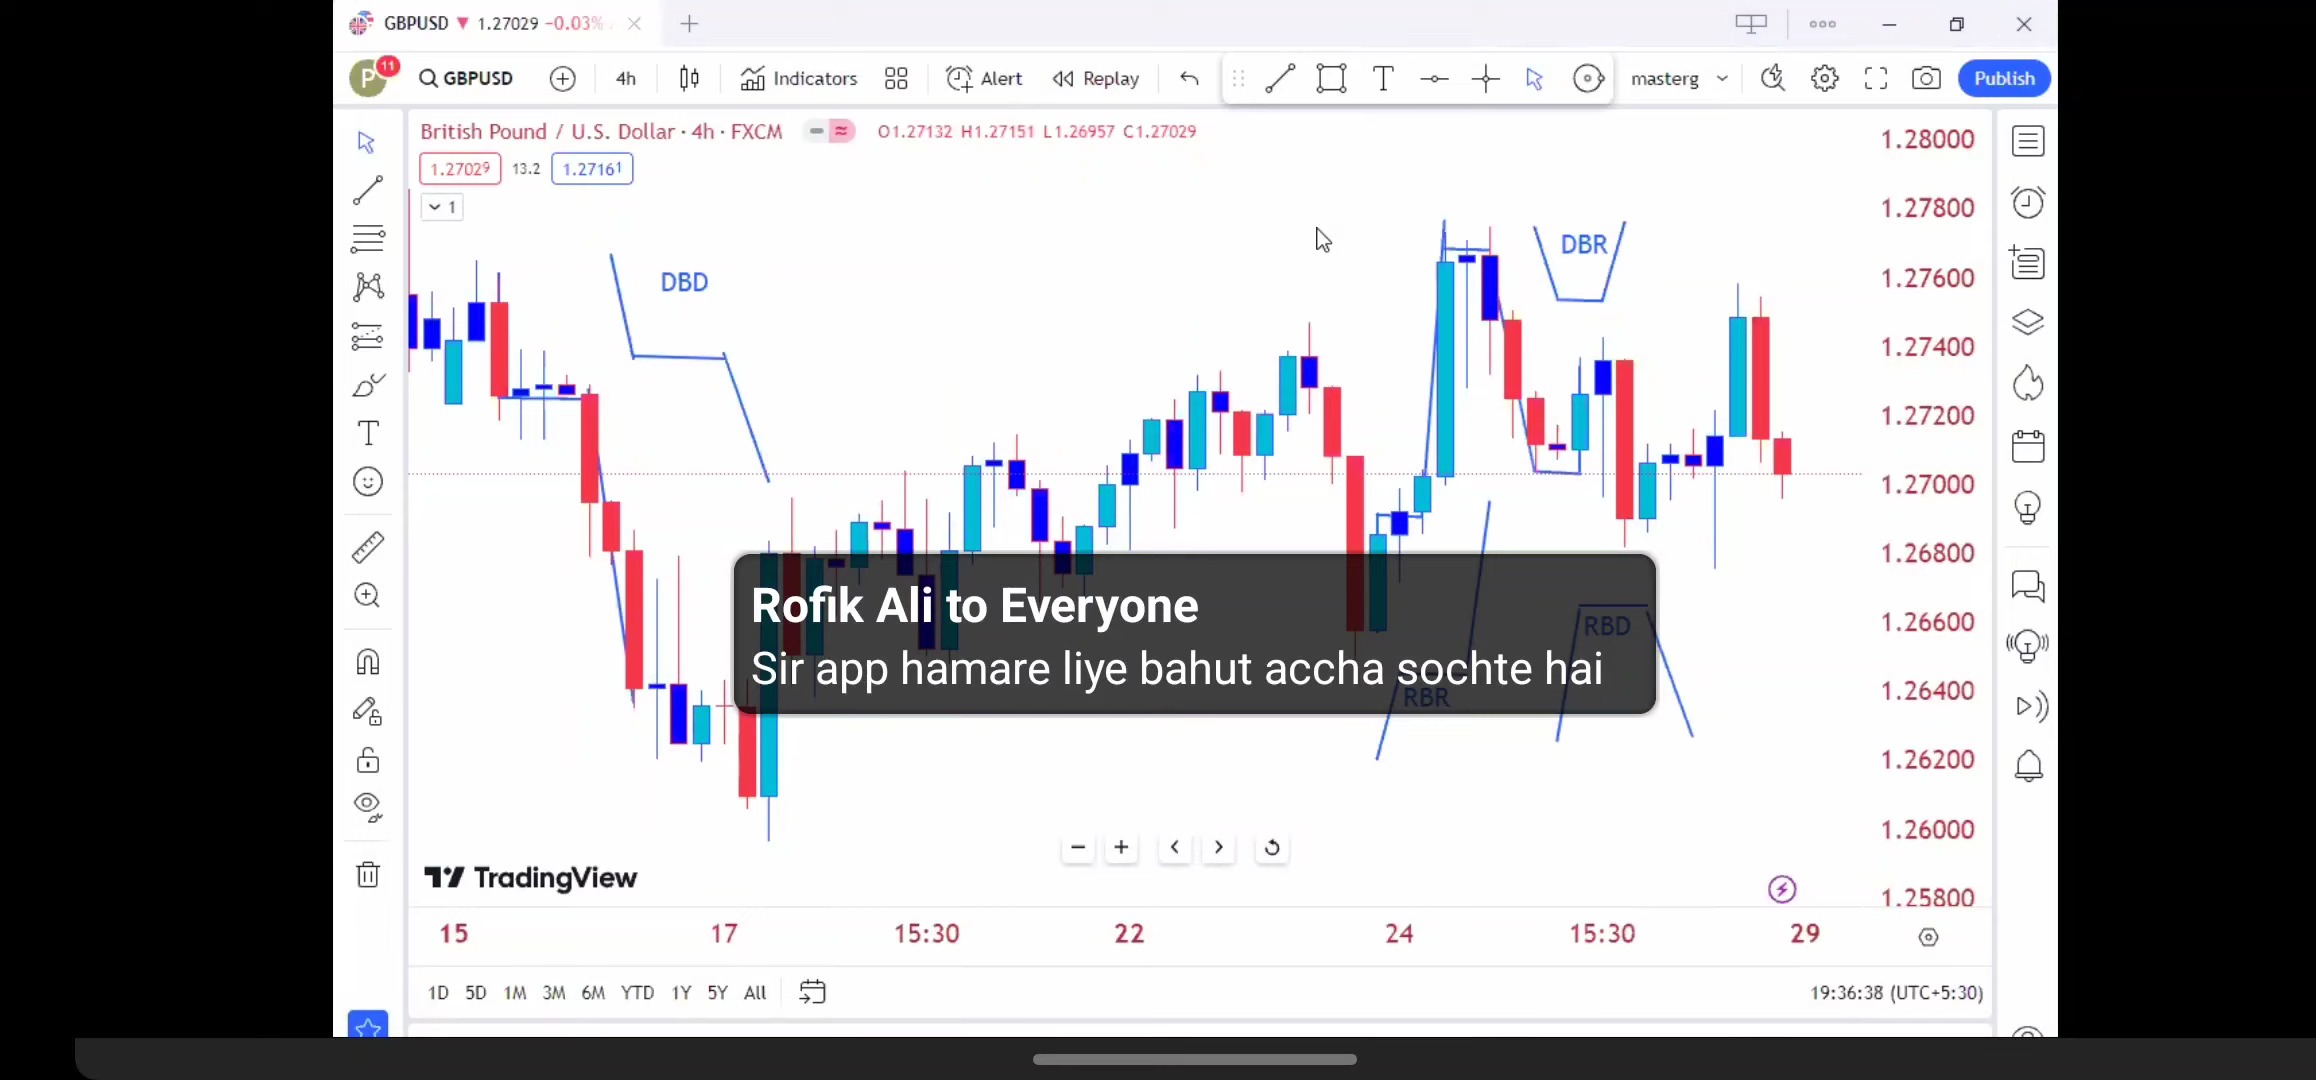 GBPUSD ▼ 1.27029 −0.03%
P 11 GBPUSD 4h Indicators Alert Replay T masterg Publish
British Pound / U.S. Dollar · 4h · FXCM O1.27132 H1.27151 L1.26957 C1.27029
1.27029 13.2 1.27161
1
DBD
DBR
RBD
RBR
Rofik Ali to Everyone
Sir app hamare liye bahut accha sochte hai
1.28000
1.27800
1.27600
1.27400
1.27200
1.27000
1.26800
1.26600
1.26400
1.26200
1.26000
1.25800
TradingView
15 17 15:30 22 24 15:30 29
1D 5D 1M 3M 6M YTD 1Y 5Y All 19:36:38 (UTC+5:30)